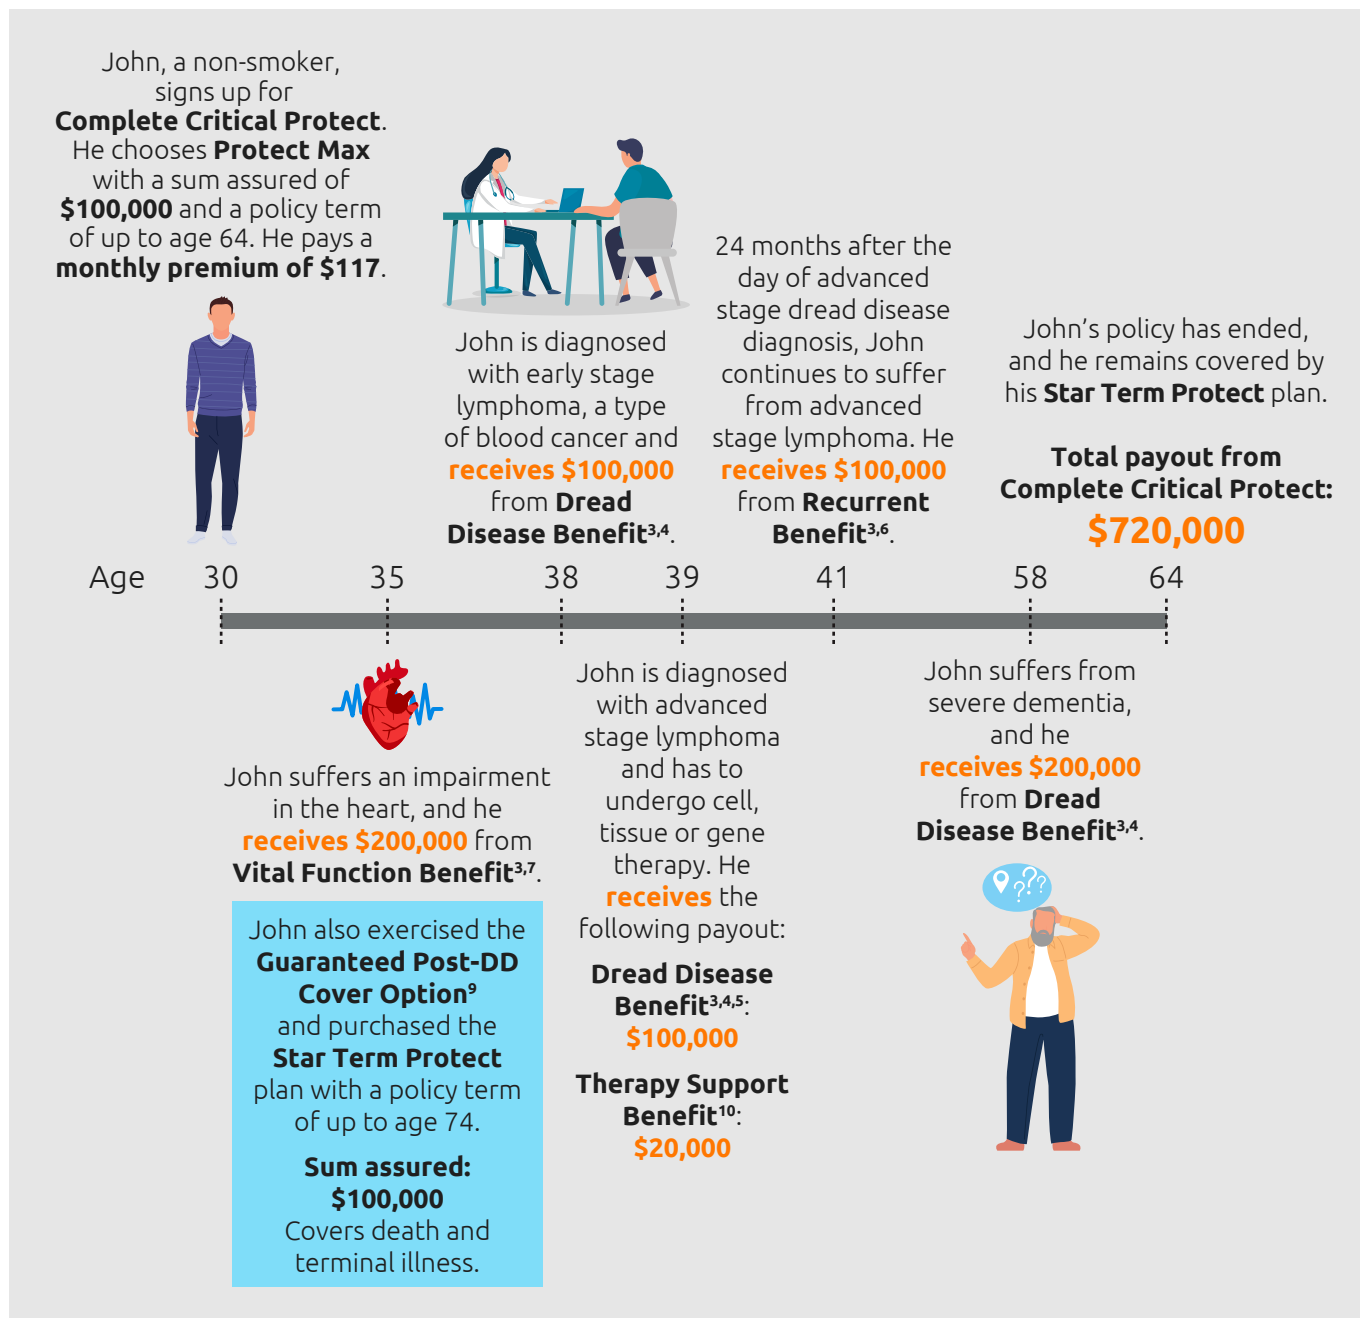 John, a non-smoker,
signs up for
Complete Critical Protect.
He chooses Protect Max
with a sum assured of
$100,000 and a policy term
of up to age 64. He pays a
monthly premium of $117.
John is diagnosed
with early stage
lymphoma, a type
of blood cancer and
receives $100,000
from Dread
Disease Benefit3,4.
24 months after the
day of advanced
stage dread disease
diagnosis, John
continues to suffer
from advanced
stage lymphoma. He
receives $100,000
from Recurrent
Benefit3,6.
John’s policy has ended,
and he remains covered by
his Star Term Protect plan.
Total payout from
Complete Critical Protect:
$720,000
Age 30 35 38 39 41 58 64
John suffers an impairment
in the heart, and he
receives $200,000 from
Vital Function Benefit3,7.
John also exercised the
Guaranteed Post-DD
Cover Option9
and purchased the
Star Term Protect
plan with a policy term
of up to age 74.
Sum assured:
$100,000
Covers death and
terminal illness.
John is diagnosed
with advanced
stage lymphoma
and has to
undergo cell,
tissue or gene
therapy. He
receives the
following payout:
Dread Disease
Benefit3,4,5:
$100,000
Therapy Support
Benefit10:
$20,000
John suffers from
severe dementia,
and he
receives $200,000
from Dread
Disease Benefit3,4.
???